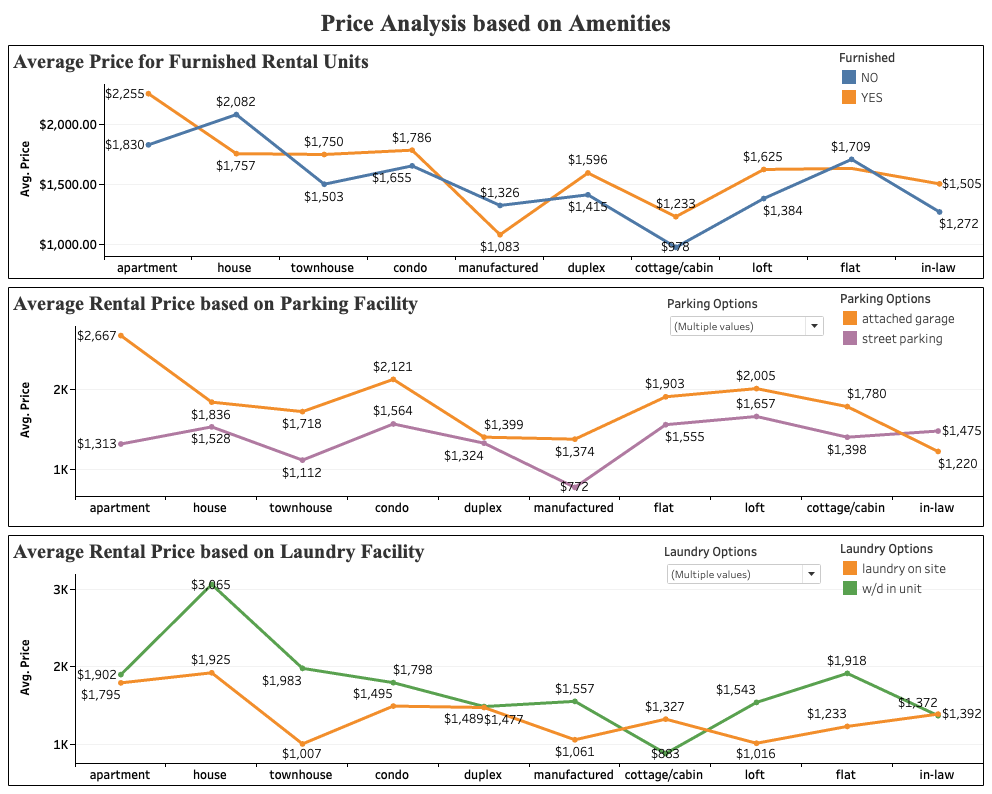 Price Analysis based on Amenities
Average Price for Furnished Rental Units
Furnished
NO
YES
Avg. Price
$2,000.00
$1,500.00
$1,000.00
$2,255
$1,830
$2,082
$1,757
$1,750
$1,503
$1,786
$1,655
$1,326
$1,083
$1,596
$1,415
$1,233
$978
$1,625
$1,384
$1,709
$1,505
$1,272
apartment house townhouse condo manufactured duplex cottage/cabin loft flat in-law
Average Rental Price based on Parking Facility
Parking Options
(Multiple values)
Parking Options
attached garage
street parking
Avg. Price
2K
1K
$2,667
$1,313
$1,836
$1,528
$1,718
$1,112
$2,121
$1,564
$1,399
$1,324
$1,374
$772
$1,903
$1,555
$2,005
$1,657
$1,780
$1,398
$1,475
$1,220
apartment house townhouse condo duplex manufactured flat loft cottage/cabin in-law
Average Rental Price based on Laundry Facility
Laundry Options
(Multiple values)
Laundry Options
laundry on site
w/d in unit
Avg. Price
3K
2K
1K
$1,902
$1,795
$3,065
$1,925
$1,983
$1,007
$1,798
$1,495
$1,489
$1,477
$1,557
$1,061
$1,327
$883
$1,543
$1,016
$1,918
$1,233
$1,372
$1,392
apartment house townhouse condo duplex manufactured cottage/cabin loft flat in-law